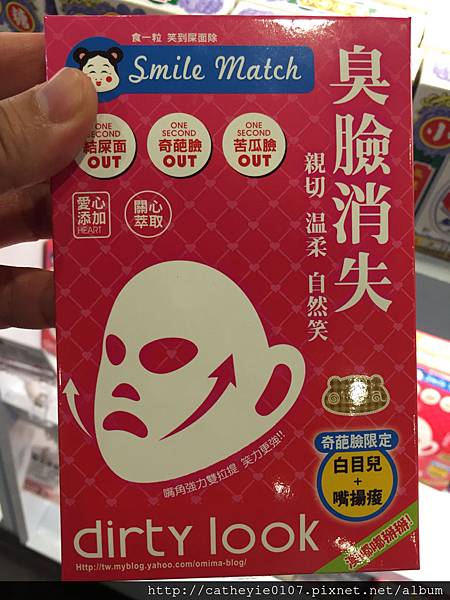 食一粒 笑到屎面除
Smile Match
ONE SECOND
結屎面
OUT
ONE SECOND
奇葩臉
OUT
ONE SECOND
苦瓜臉
OUT
臭臉消失
親切 溫柔 自然笑
愛心添加
HEART
關心萃取
嘴角強力雙拉提 笑力更強!!
奇葩臉限定
白目兒
+
嘴揚痠
dirty look
Http://tw.myblog.yahoo.com/omima-blog/
http://catheyie0107.pixnet.net/album